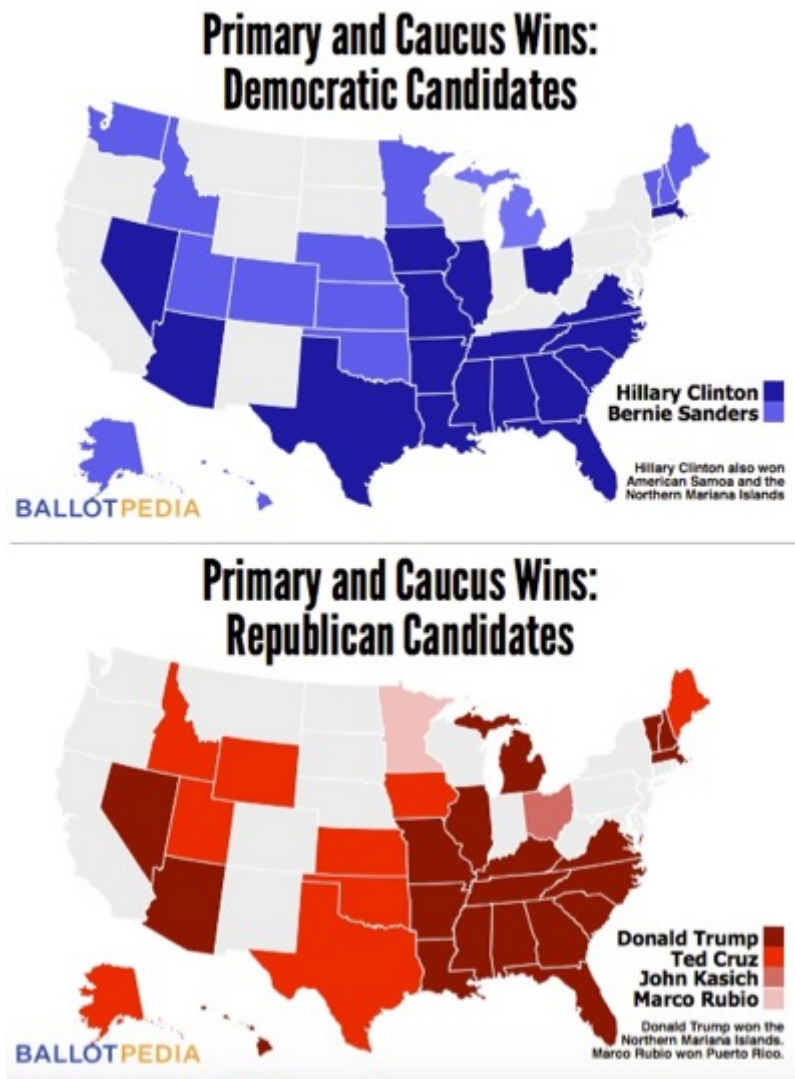 Primary and Caucus Wins:
Democratic Candidates
Hillary Clinton
Bernie Sanders
Hillary Clinton also won
American Samoa and the
Northern Mariana Islands
BALLOTPEDIA
Primary and Caucus Wins:
Republican Candidates
Donald Trump
Ted Cruz
John Kasich
Marco Rubio
Donald Trump won the
Northern Mariana Islands.
Marco Rubio won Puerto Rico.
BALLOTPEDIA